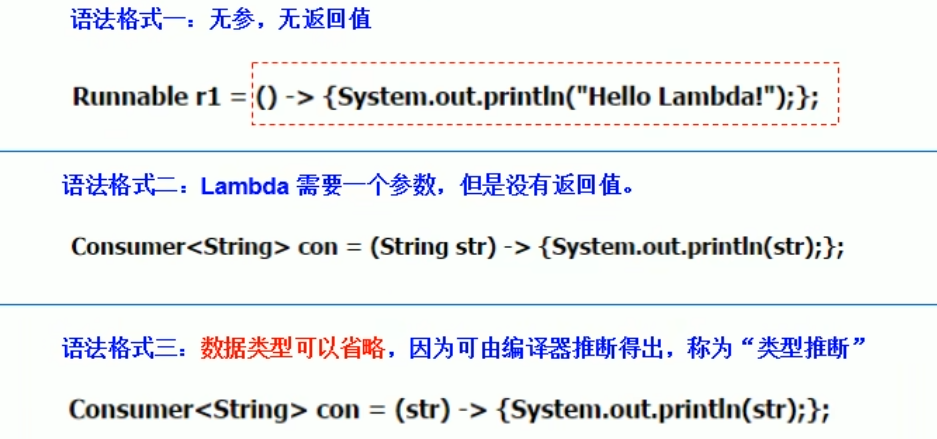 语法格式一：无参，无返回值
Runnable r1 = () -> {System.out.println("Hello Lambda!");};
语法格式二：Lambda 需要一个参数，但是没有返回值。
Consumer<String> con = (String str) -> {System.out.println(str);};
语法格式三：数据类型可以省略，因为可由编译器推断得出，称为“类型推断”
Consumer<String> con = (str) -> {System.out.println(str);};